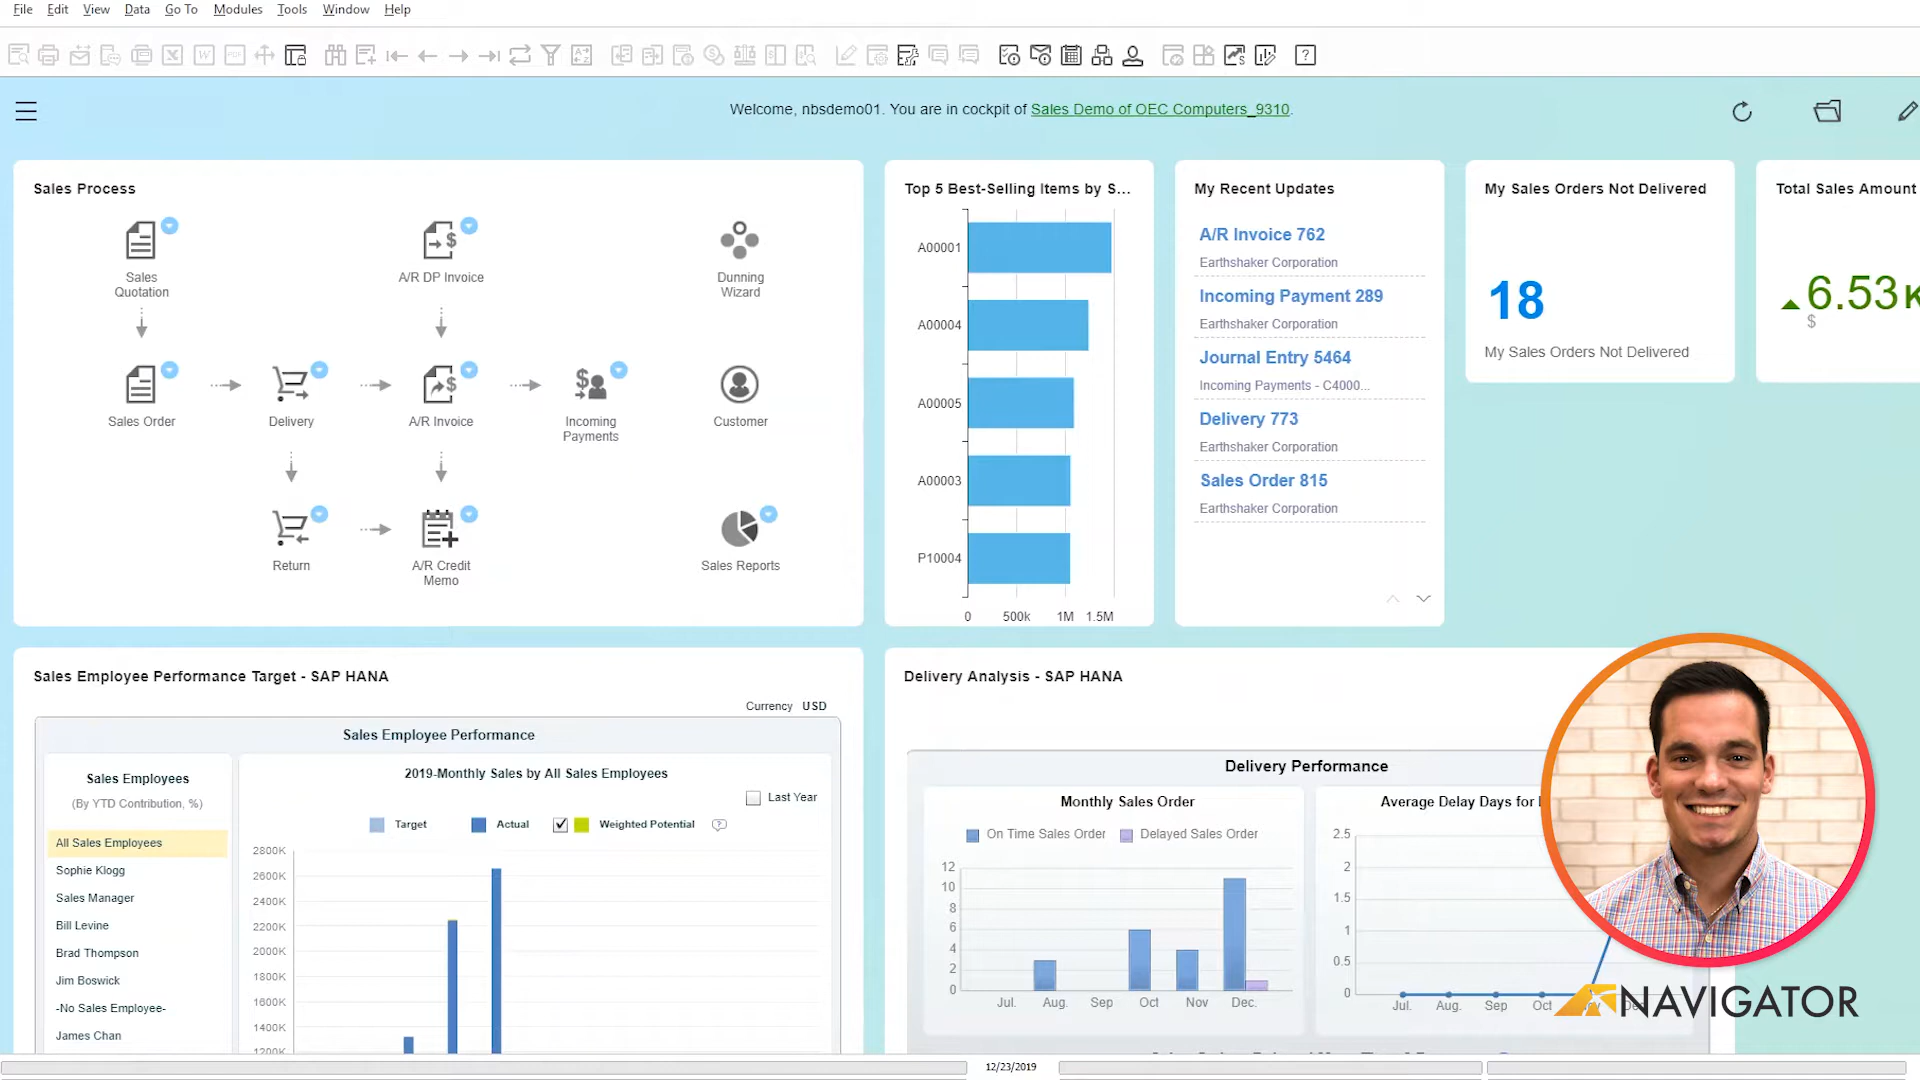 File Edit View Data Go To Modules Tools Window Help
Welcome, nbsdemo01. You are in cockpit of Sales Demo of OEC Computers_9310.
Sales Process
Sales
Quotation
A/R DP Invoice
Dunning
Wizard
Sales Order
Delivery
A/R Invoice
Incoming
Payments
Customer
Return
A/R Credit
Memo
Sales Reports
Top 5 Best-Selling Items by S...
A00001
A00004
A00005
A00003
P10004
0 500k 1M 1.5M
My Recent Updates
A/R Invoice 762
Earthshaker Corporation
Incoming Payment 289
Earthshaker Corporation
Journal Entry 5464
Incoming Payments - C4000...
Delivery 773
Earthshaker Corporation
Sales Order 815
Earthshaker Corporation
My Sales Orders Not Delivered
18
My Sales Orders Not Delivered
Total Sales Amount
6.53K
$
Sales Employee Performance Target - SAP HANA
Currency USD
Sales Employee Performance
Sales Employees
(By YTD Contribution, %)
All Sales Employees
Sophie Klogg
Sales Manager
Bill Levine
Brad Thompson
Jim Boswick
-No Sales Employee-
James Chan
2019-Monthly Sales by All Sales Employees
Last Year
Target Actual Weighted Potential
2800K
2600K
2400K
2200K
2000K
1800K
1600K
1400K
1200K
Delivery Analysis - SAP HANA
Delivery Performance
Monthly Sales Order
On Time Sales Order Delayed Sales Order
12
10
8
6
4
2
0
Jul. Aug. Sep Oct Nov Dec.
Average Delay Days for
2.5
2
1.5
1
0.5
0
Jul. Aug. Sep Oct
NAVIGATOR
12/23/2019